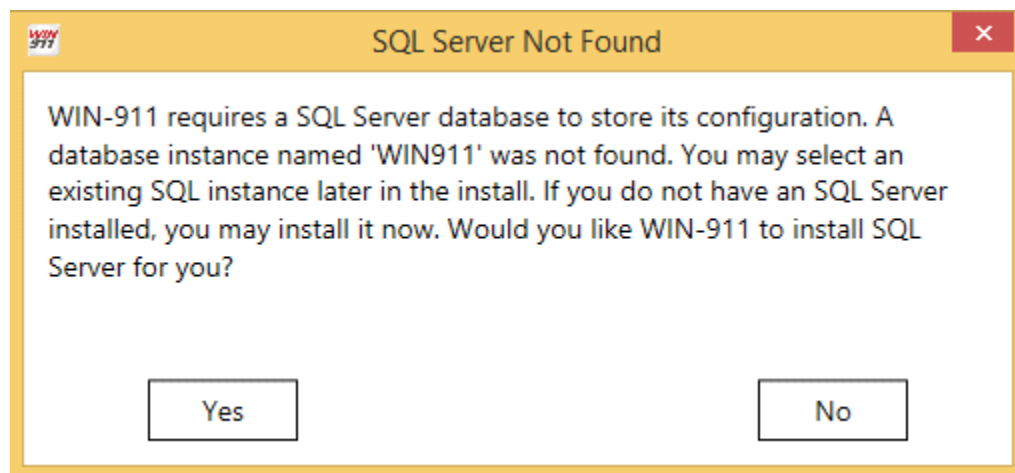 WIN
911
SQL Server Not Found
WIN-911 requires a SQL Server database to store its configuration. A
database instance named 'WIN911' was not found. You may select an
existing SQL instance later in the install. If you do not have an SQL Server
installed, you may install it now. Would you like WIN-911 to install SQL
Server for you?
Yes
No